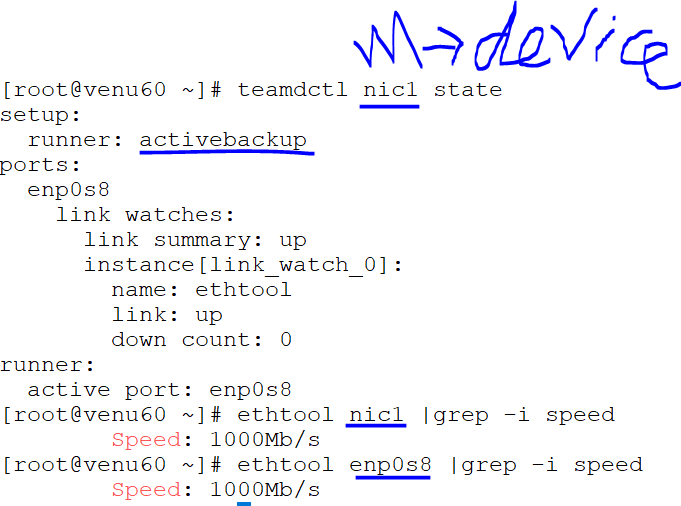 M→device
[root@venu60 ~]# teamdctl nic1 state
setup:
  runner: activebackup
ports:
  enp0s8
    link watches:
      link summary: up
      instance[link_watch_0]:
        name: ethtool
        link: up
        down count: 0
runner:
  active port: enp0s8
[root@venu60 ~]# ethtool nic1 |grep -i speed
        Speed: 1000Mb/s
[root@venu60 ~]# ethtool enp0s8 |grep -i speed
        Speed: 1000Mb/s